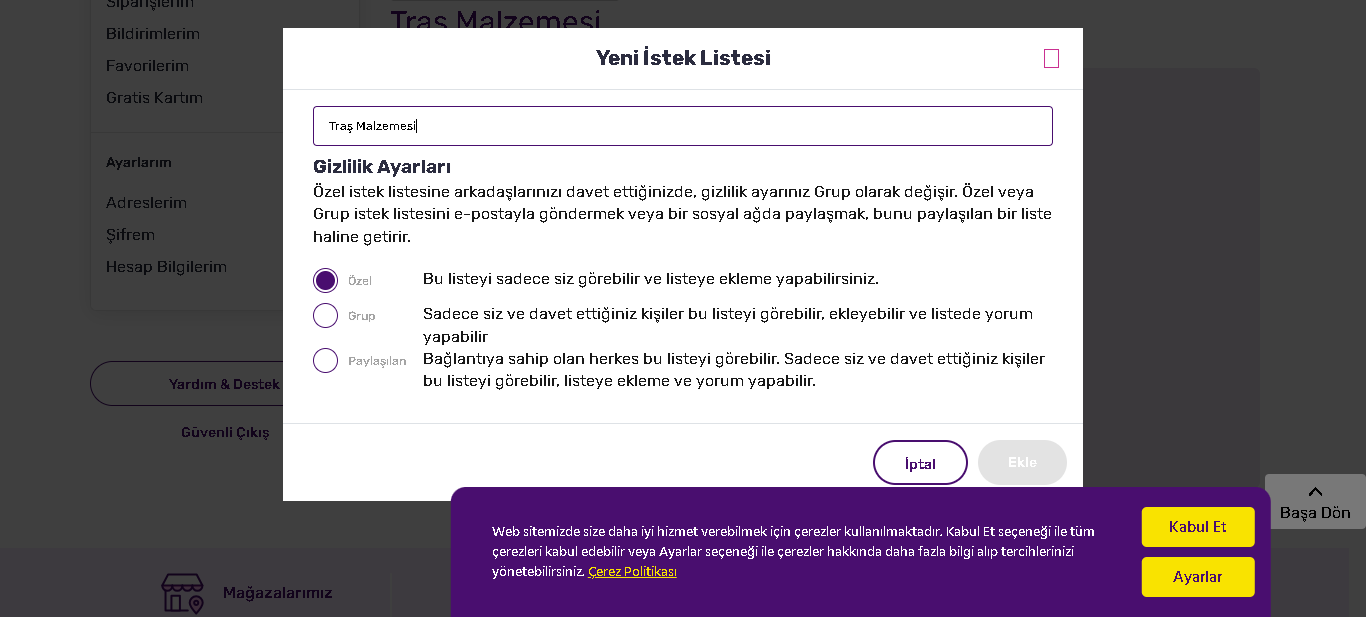 Siparişlerim
Traş Malzemesi
Bildirimlerim
Favorilerim
Gratis Kartım
Ayarlarım
Adreslerim
Şifrem
Hesap Bilgilerim
Yardım & Destek
Güvenli Çıkış
Yeni İstek Listesi
Traş Malzemesi
Gizlilik Ayarları
Özel istek listesine arkadaşlarınızı davet ettiğinizde, gizlilik ayarınız Grup olarak değişir. Özel veya
Grup istek listesini e-postayla göndermek veya bir sosyal ağda paylaşmak, bunu paylaşılan bir liste
haline getirir.
Özel
Bu listeyi sadece siz görebilir ve listeye ekleme yapabilirsiniz.
Grup
Sadece siz ve davet ettiğiniz kişiler bu listeyi görebilir, ekleyebilir ve listede yorum
yapabilir
Paylaşılan
Bağlantıya sahip olan herkes bu listeyi görebilir. Sadece siz ve davet ettiğiniz kişiler
bu listeyi görebilir, listeye ekleme ve yorum yapabilir.
İptal
Ekle
Başa Dön
Web sitemizde size daha iyi hizmet verebilmek için çerezler kullanılmaktadır. Kabul Et seçeneği ile tüm
çerezleri kabul edebilir veya Ayarlar seçeneği ile çerezler hakkında daha fazla bilgi alıp tercihlerinizi
yönetebilirsiniz. Çerez Politikası
Kabul Et
Ayarlar
Mağazalarımız